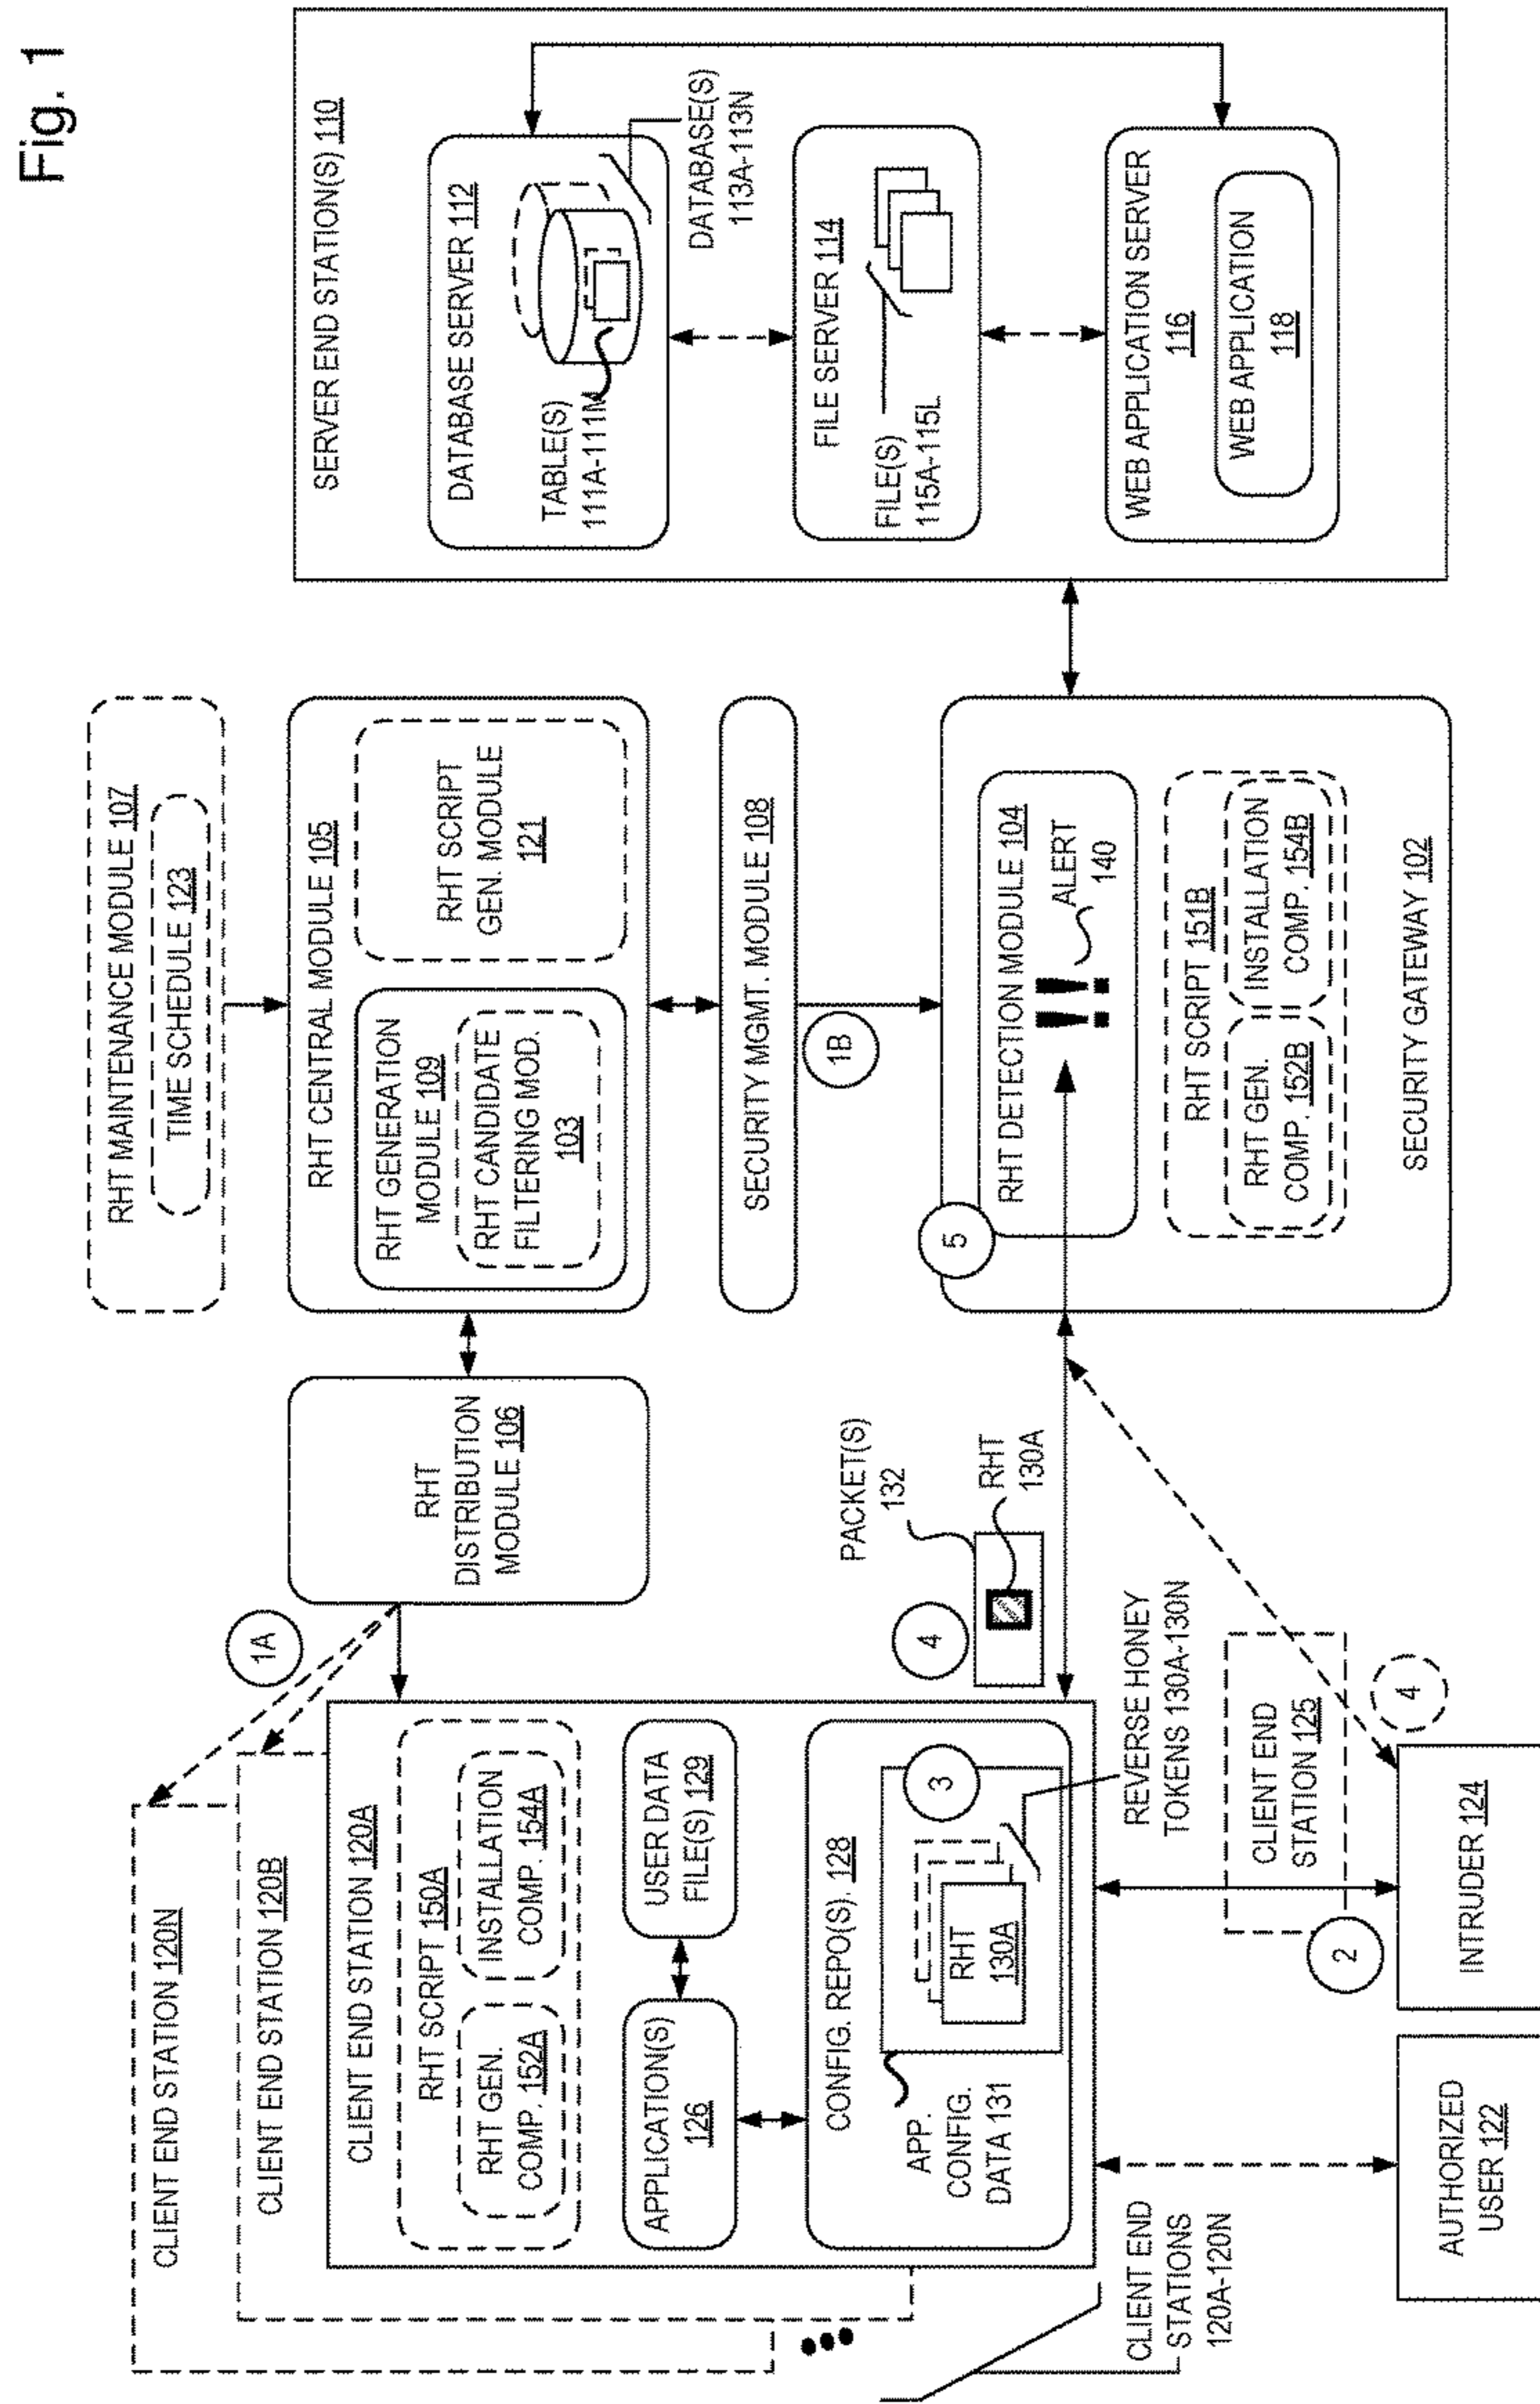 Fig. 1
CLIENT END STATION 120N
CLIENT END STATION 120B
CLIENT END STATION 120A
RHT SCRIPT 150A
RHT GEN.
COMP. 152A
INSTALLATION
COMP. 154A
APPLICATION(S)
126
USER DATA
FILE(S) 129
CONFIG. REPO(S). 128
APP.
CONFIG.
DATA 131
RHT
130A
3
CLIENT END
STATIONS
120A-120N
REVERSE HONEY
TOKENS 130A-130N
AUTHORIZED
USER 122
INTRUDER 124
2
CLIENT END
STATION 125
4
1A
RHT
DISTRIBUTION
MODULE 106
4
PACKET(S)
132
RHT
130A
RHT MAINTENANCE MODULE 107
TIME SCHEDULE 123
RHT CENTRAL MODULE 105
RHT GENERATION
MODULE 109
RHT CANDIDATE
FILTERING MOD.
103
RHT SCRIPT
GEN. MODULE
121
SECURITY MGMT. MODULE 108
1B
5
RHT DETECTION MODULE 104
!!
ALERT
140
RHT SCRIPT 151B
RHT GEN.
COMP. 152B
INSTALLATION
COMP. 154B
SECURITY GATEWAY 102
SERVER END STATION(S) 110
DATABASE SERVER 112
TABLE(S)
111A-111M
DATABASE(S)
113A-113N
FILE SERVER 114
FILE(S)
115A-115L
WEB APPLICATION SERVER
116
WEB APPLICATION
118